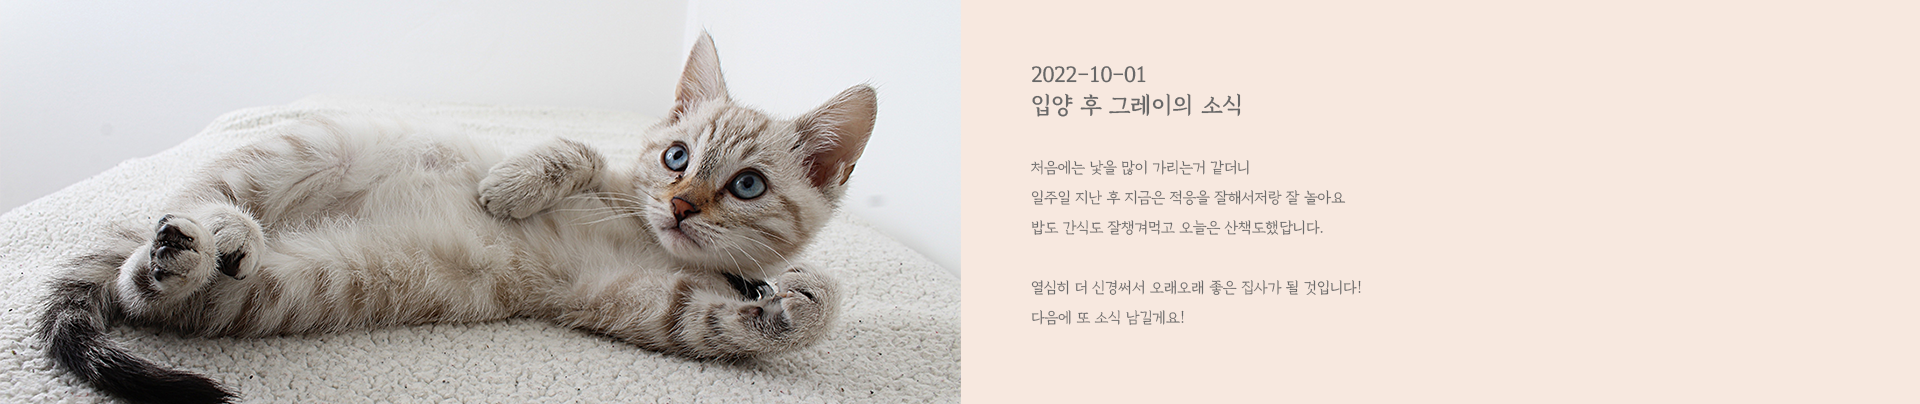 2022-10-01
입양 후 그레이의 소식
처음에는 낯을 많이 가리는거 같더니
일주일 지난 후 지금은 적응을 잘해서저랑 잘 놀아요
밥도 간식도 잘챙겨먹고 오늘은 산책도했답니다.
열심히 더 신경써서 오래오래 좋은 집사가 될 것입니다!
다음에 또 소식 남길게요!